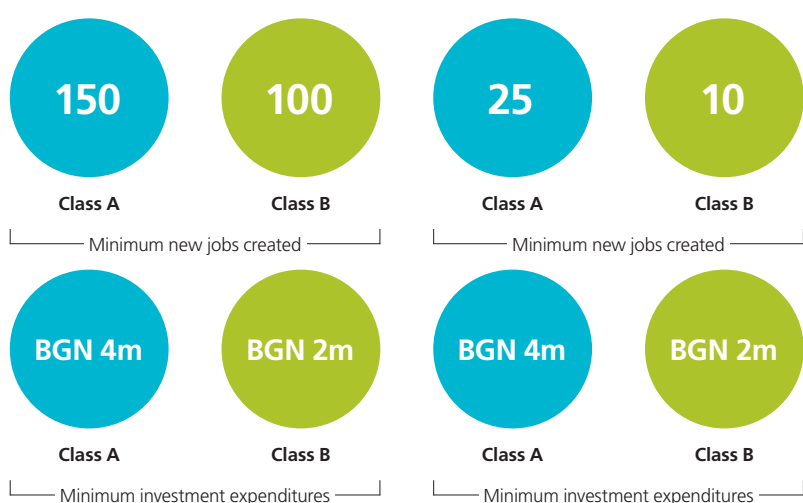 150 100 25 10
Class A Class B Class A Class B
Minimum new jobs created Minimum new jobs created
BGN 4m BGN 2m BGN 4m BGN 2m
Class A Class B Class A Class B
Minimum investment expenditures Minimum investment expenditures